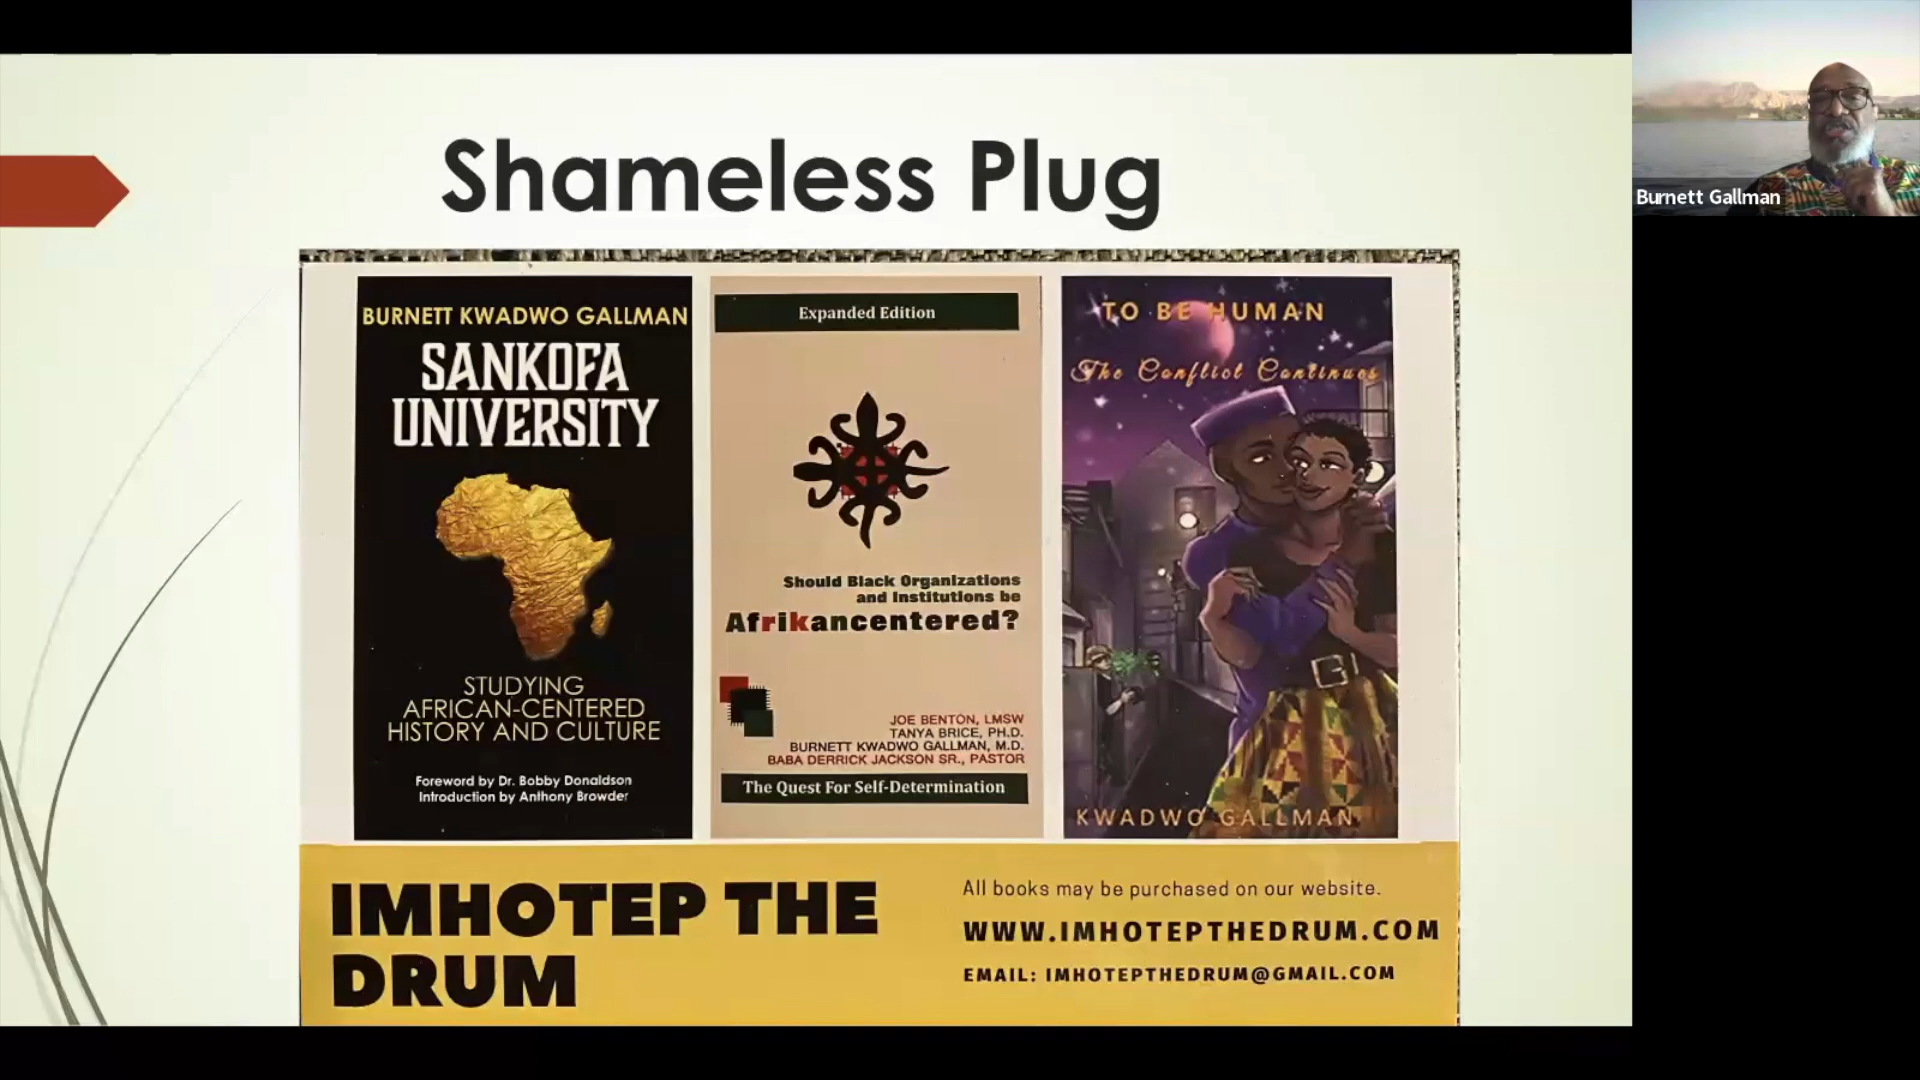 Shameless Plug
BURNETT KWADWO GALLMAN
SANKOFA
UNIVERSITY
STUDYING
AFRICAN-CENTERED
HISTORY AND CULTURE
Foreword by Dr. Bobby Donaldson
Introduction by Anthony Browder
Expanded Edition
Should Black Organizations
and Institutions be
Afrikancentered?
JOE BENTON, LMSW
TANYA BRICE, PH.D.
BURNETT KWADWO GALLMAN, M.D.
BABA DERRICK JACKSON SR., PASTOR
The Quest For Self-Determination
TO BE HUMAN
The Conflict Continues
KWADWO GALLMAN
IMHOTEP THE
DRUM
All books may be purchased on our website.
WWW.IMHOTEPTHEDRUM.COM
EMAIL: IMHOTEPTHEDRUM@GMAIL.COM
Burnett Gallman